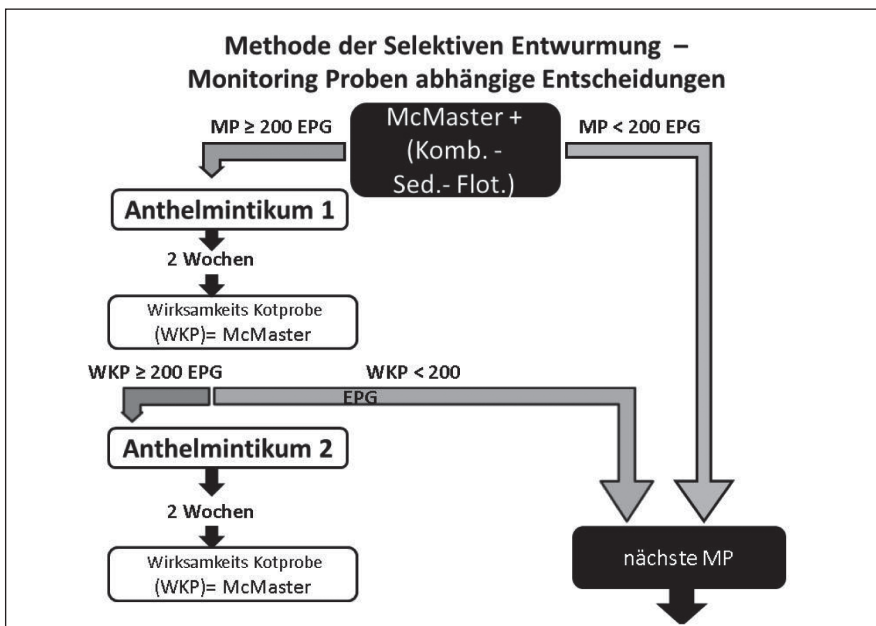 Methode der Selektiven Entwurmung –
Monitoring Proben abhängige Entscheidungen
MP ≥ 200 EPG
McMaster +
(Komb. -
Sed.- Flot.)
MP < 200 EPG
Anthelmintikum 1
2 Wochen
Wirksamkeits Kotprobe
(WKP)= McMaster
WKP ≥ 200 EPG
WKP < 200
EPG
Anthelmintikum 2
2 Wochen
Wirksamkeits Kotprobe
(WKP)= McMaster
nächste MP